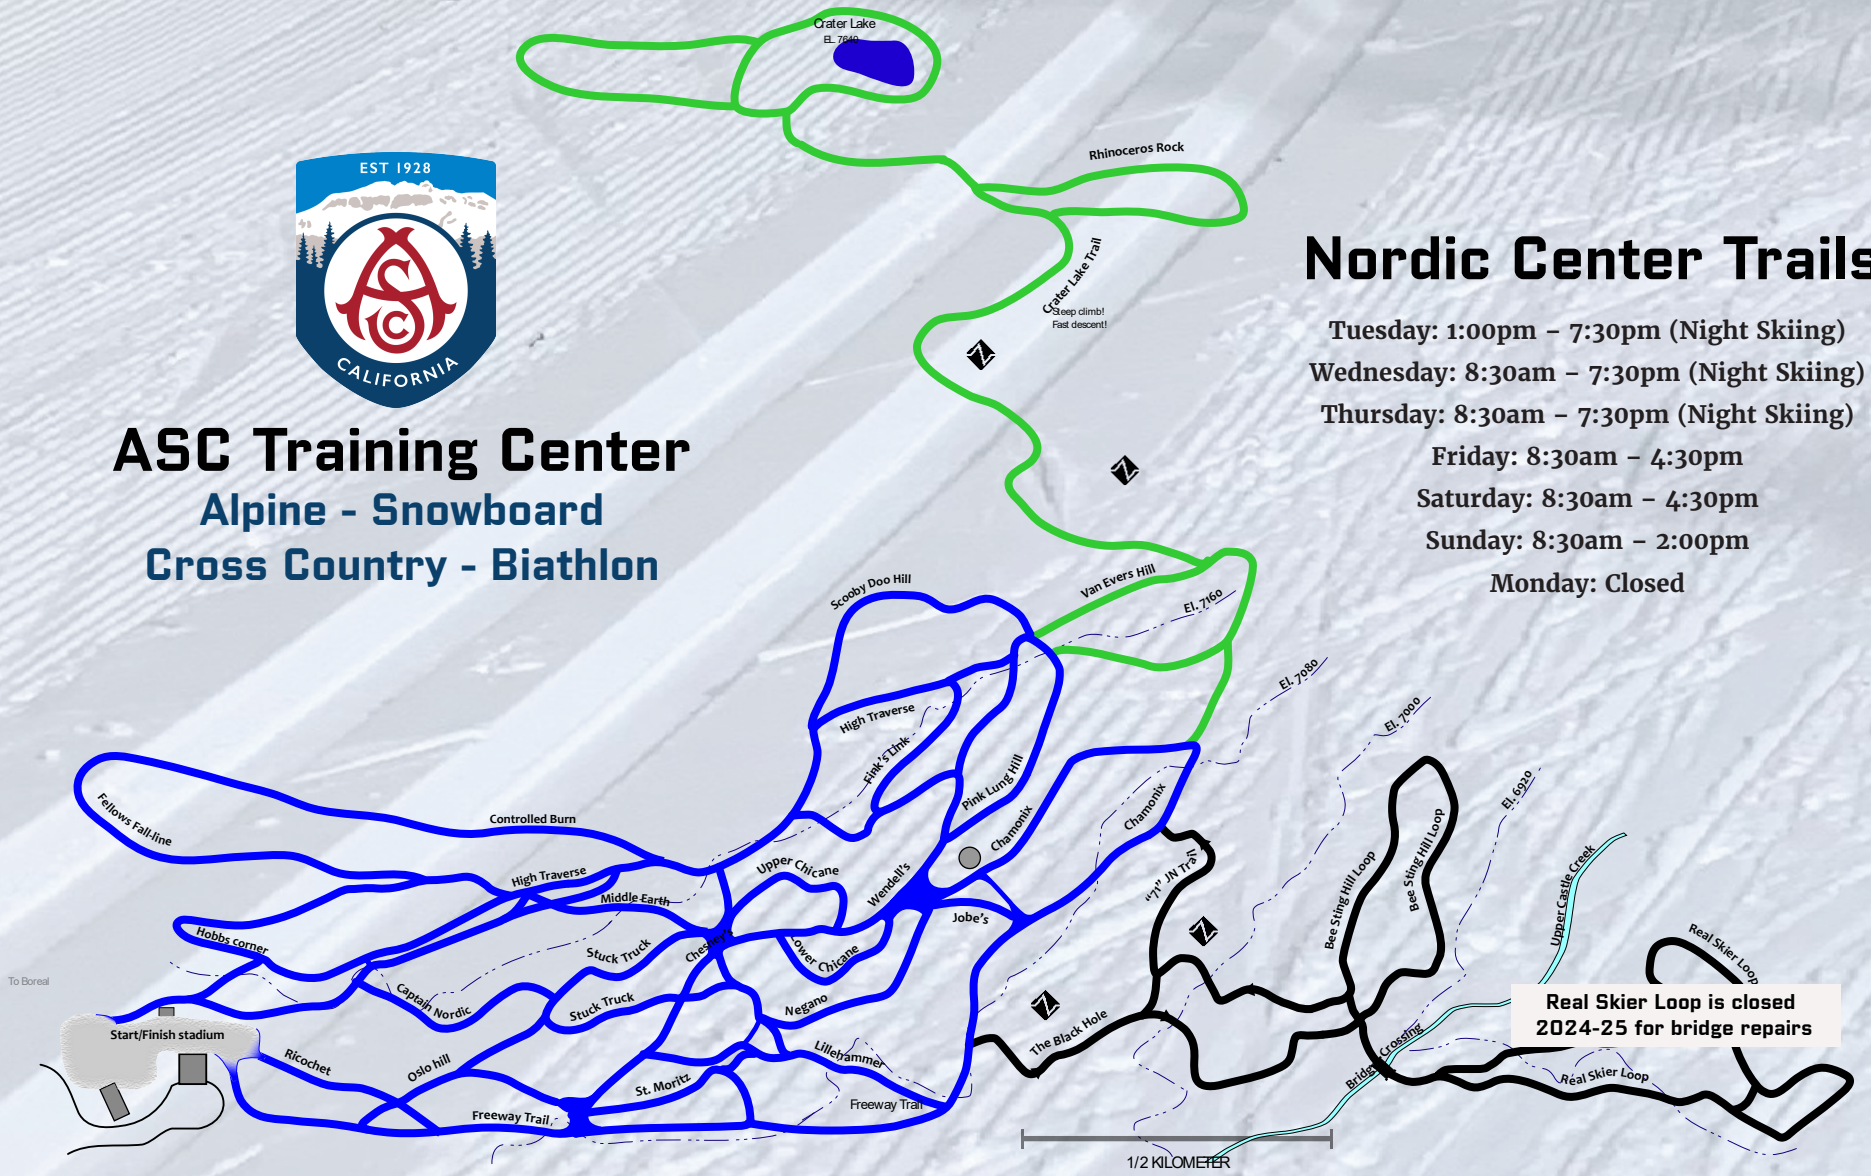 Crater Lake
EL. 7640
EST 1928
ASC
CALIFORNIA
ASC Training Center
Alpine - Snowboard
Cross Country - Biathlon
Rhinoceros Rock
Crater Lake Trail
Steep climb!
Fast descent!
Nordic Center Trails
Tuesday: 1:00pm – 7:30pm (Night Skiing)
Wednesday: 8:30am – 7:30pm (Night Skiing)
Thursday: 8:30am – 7:30pm (Night Skiing)
Friday: 8:30am – 4:30pm
Saturday: 8:30am – 4:30pm
Sunday: 8:30am – 2:00pm
Monday: Closed
Scooby Doo Hill
Van Evers Hill
El. 7160
El. 7080
El. 7000
El. 6920
High Traverse
Fink's Link
Pink Lung Hill
Chamonix
Chamonix
Fellows Fall-line
Controlled Burn
High Traverse
Middle Earth
Upper Chicane
Wendell's
Jobe's
"71" JN Trail
Bee Sting Hill Loop
Bee Sting Hill Loop
Upper Castle Creek
Real Skier Loop
Hobbs corner
Stuck Truck
Chesney's
Lower Chicane
To Boreal
Captain Nordic
Stuck Truck
Negano
The Black Hole
Real Skier Loop is closed
2024-25 for bridge repairs
Start/Finish stadium
Ricochet
Oslo hill
St. Moritz
Lillehammer
Bridge Crossing
Real Skier Loop
Freeway Trail
Freeway Trail
1/2 KILOMETER